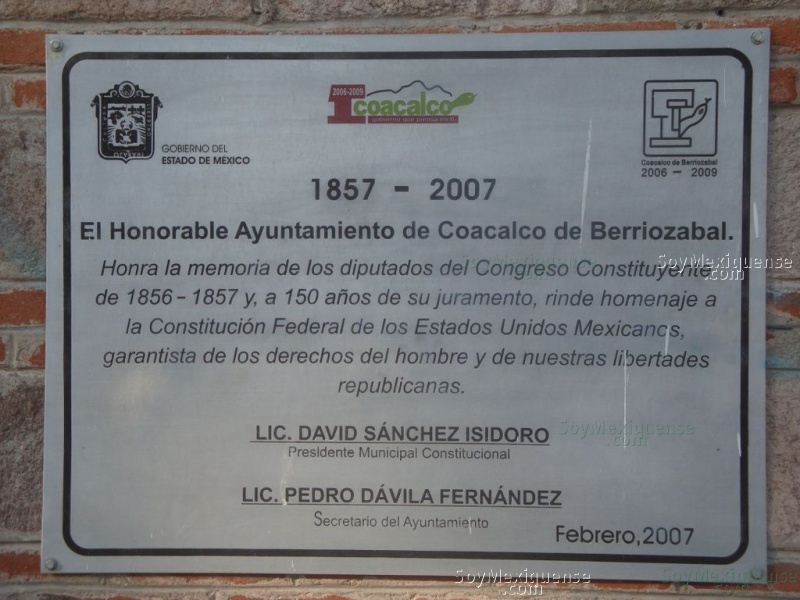 GOBIERNO DEL
ESTADO DE MÉXICO
2006-2009
coacalco
Coacalco de Berriozabal
2006 - 2009
1857 - 2007
El Honorable Ayuntamiento de Coacalco de Berriozabal.
Honra la memoria de los diputados del Congreso Constituyente
de 1856-1857 y, a 150 años de su juramento, rinde homenaje a
la Constitución Federal de los Estados Unidos Mexicanos,
garantista de los derechos del hombre y de nuestras libertades
republicanas.
LIC. DAVID SÁNCHEZ ISIDORO
Presidente Municipal Constitucional
LIC. PEDRO DÁVILA FERNÁNDEZ
Secretario del Ayuntamiento
Febrero,2007
SoyMexiquense
.com
SoyMexiquense
.com
SoyMexiquense
.com